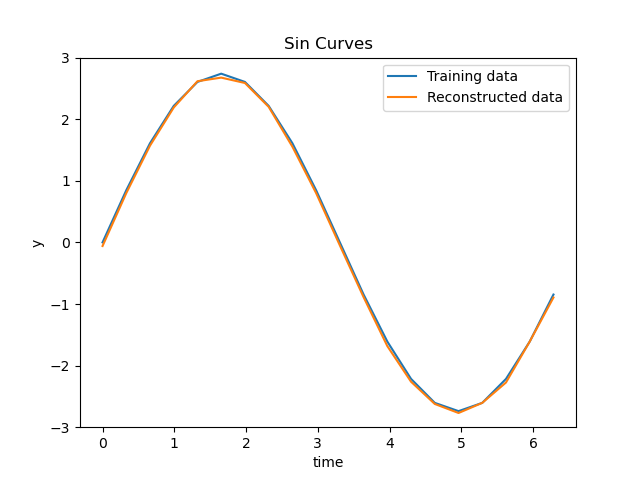 Sin Curves
Training data
Reconstructed data
3
2
1
0
−1
−2
−3
y
0 1 2 3 4 5 6
time